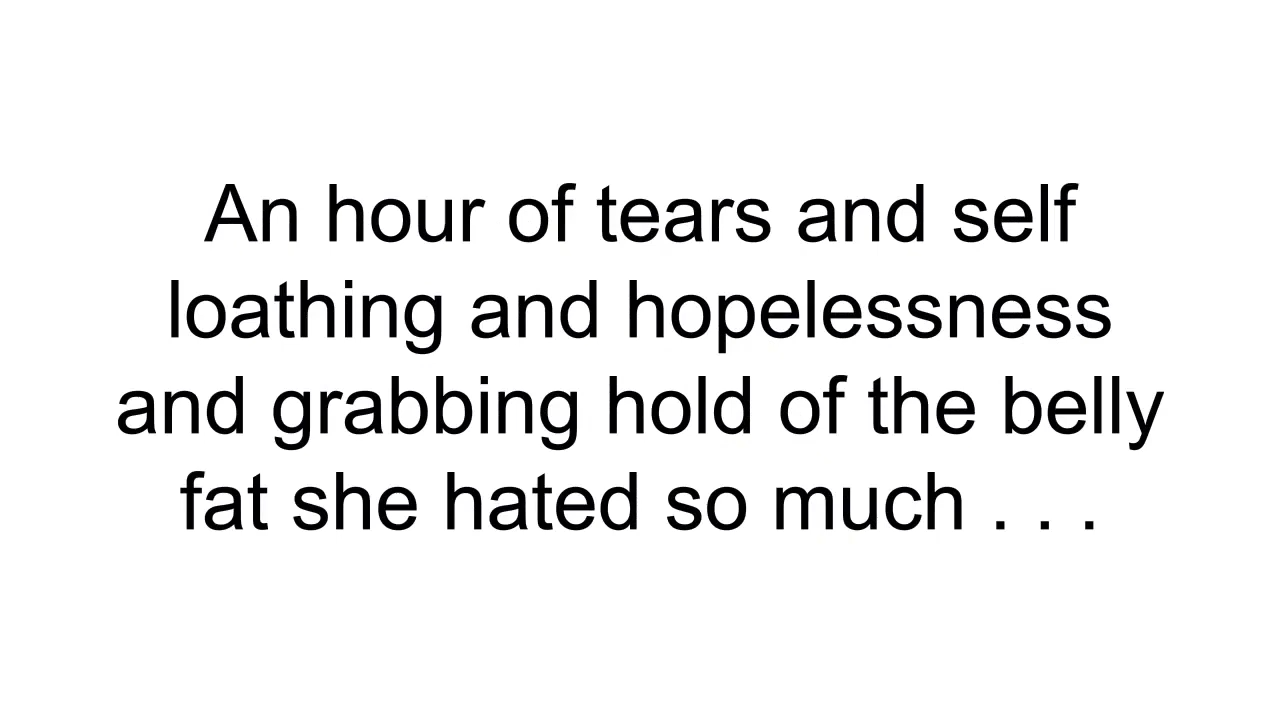 An hour of tears and self
loathing and hopelessness
and grabbing hold of the belly
fat she hated so much . . .